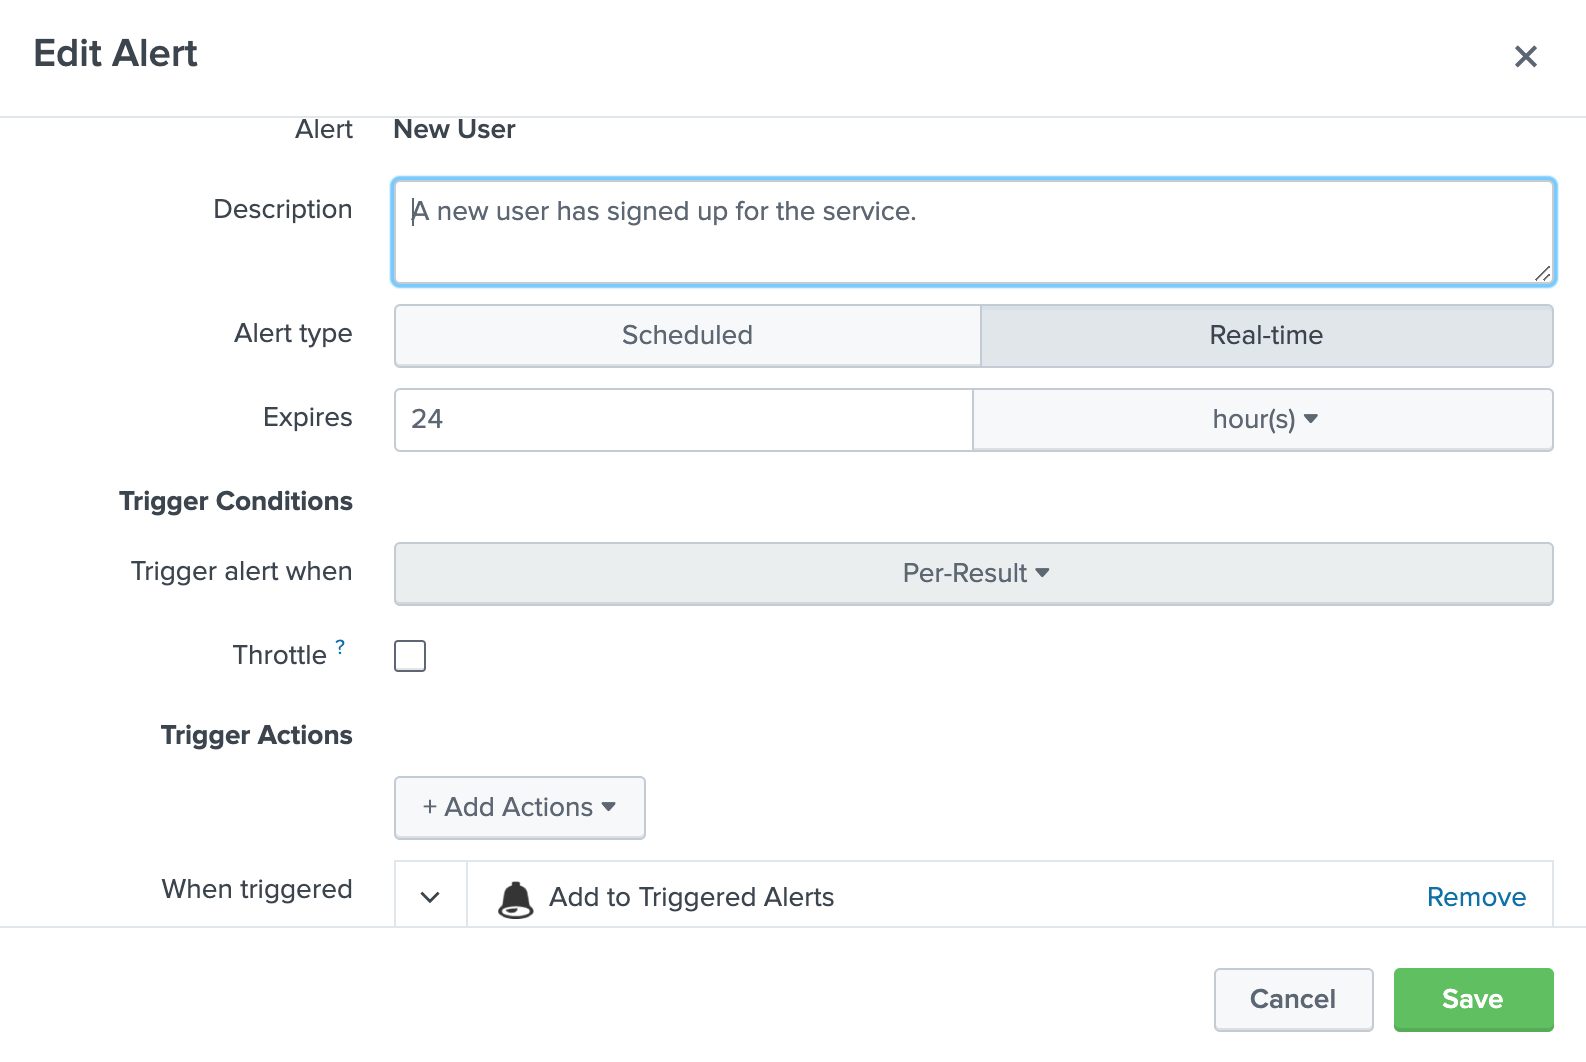 Edit Alert
Alert New User
Description A new user has signed up for the service.
Alert type Scheduled Real-time
Expires 24 hour(s)
Trigger Conditions
Trigger alert when Per-Result
Throttle ?
Trigger Actions
+ Add Actions
When triggered Add to Triggered Alerts Remove
Cancel Save